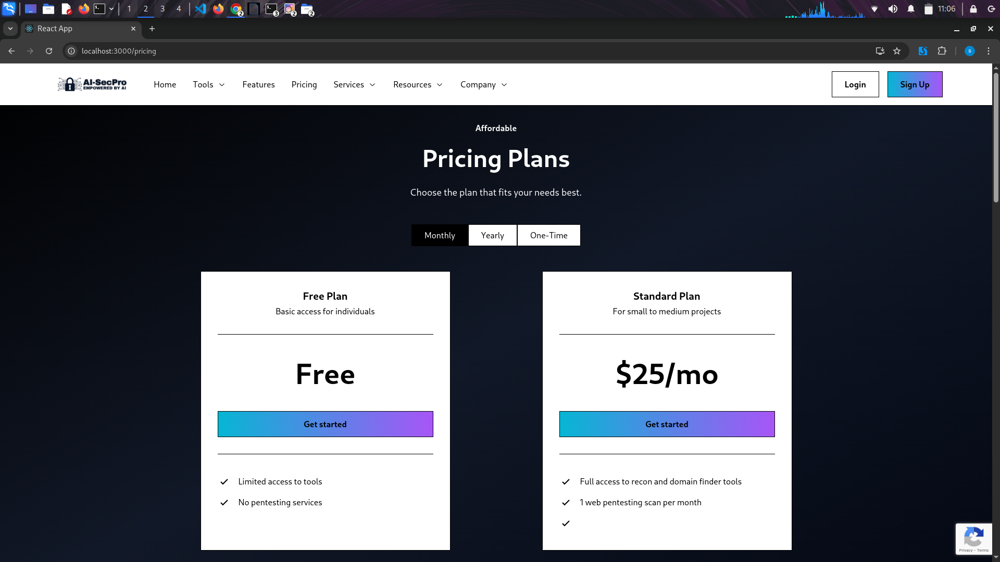 1 2 3 4 2 3 2 2 11:06
React App
localhost:3000/pricing S
AI-SecPro
EMPOWERED BY AI
Home Tools Features Pricing Services Resources Company Login Sign Up
Affordable
Pricing Plans
Choose the plan that fits your needs best.
Monthly Yearly One-Time
Free Plan
Basic access for individuals
Free
Get started
Limited access to tools
No pentesting services
Standard Plan
For small to medium projects
$25/mo
Get started
Full access to recon and domain finder tools
1 web pentesting scan per month
Privacy - Terms